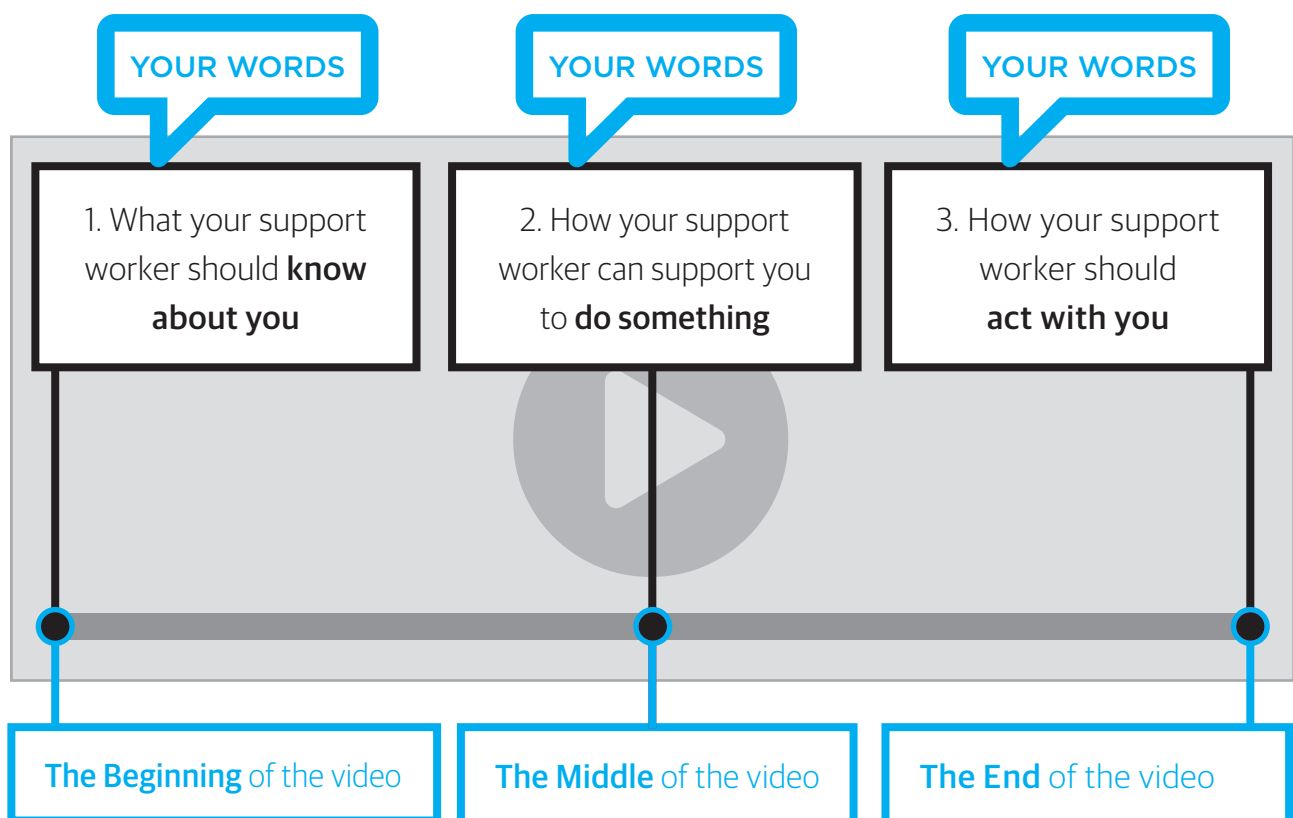 YOUR WORDS
1. What your support
worker should know
about you
YOUR WORDS
2. How your support
worker can support you
to do something
YOUR WORDS
3. How your support
worker should
act with you
The Beginning of the video
The Middle of the video
The End of the video